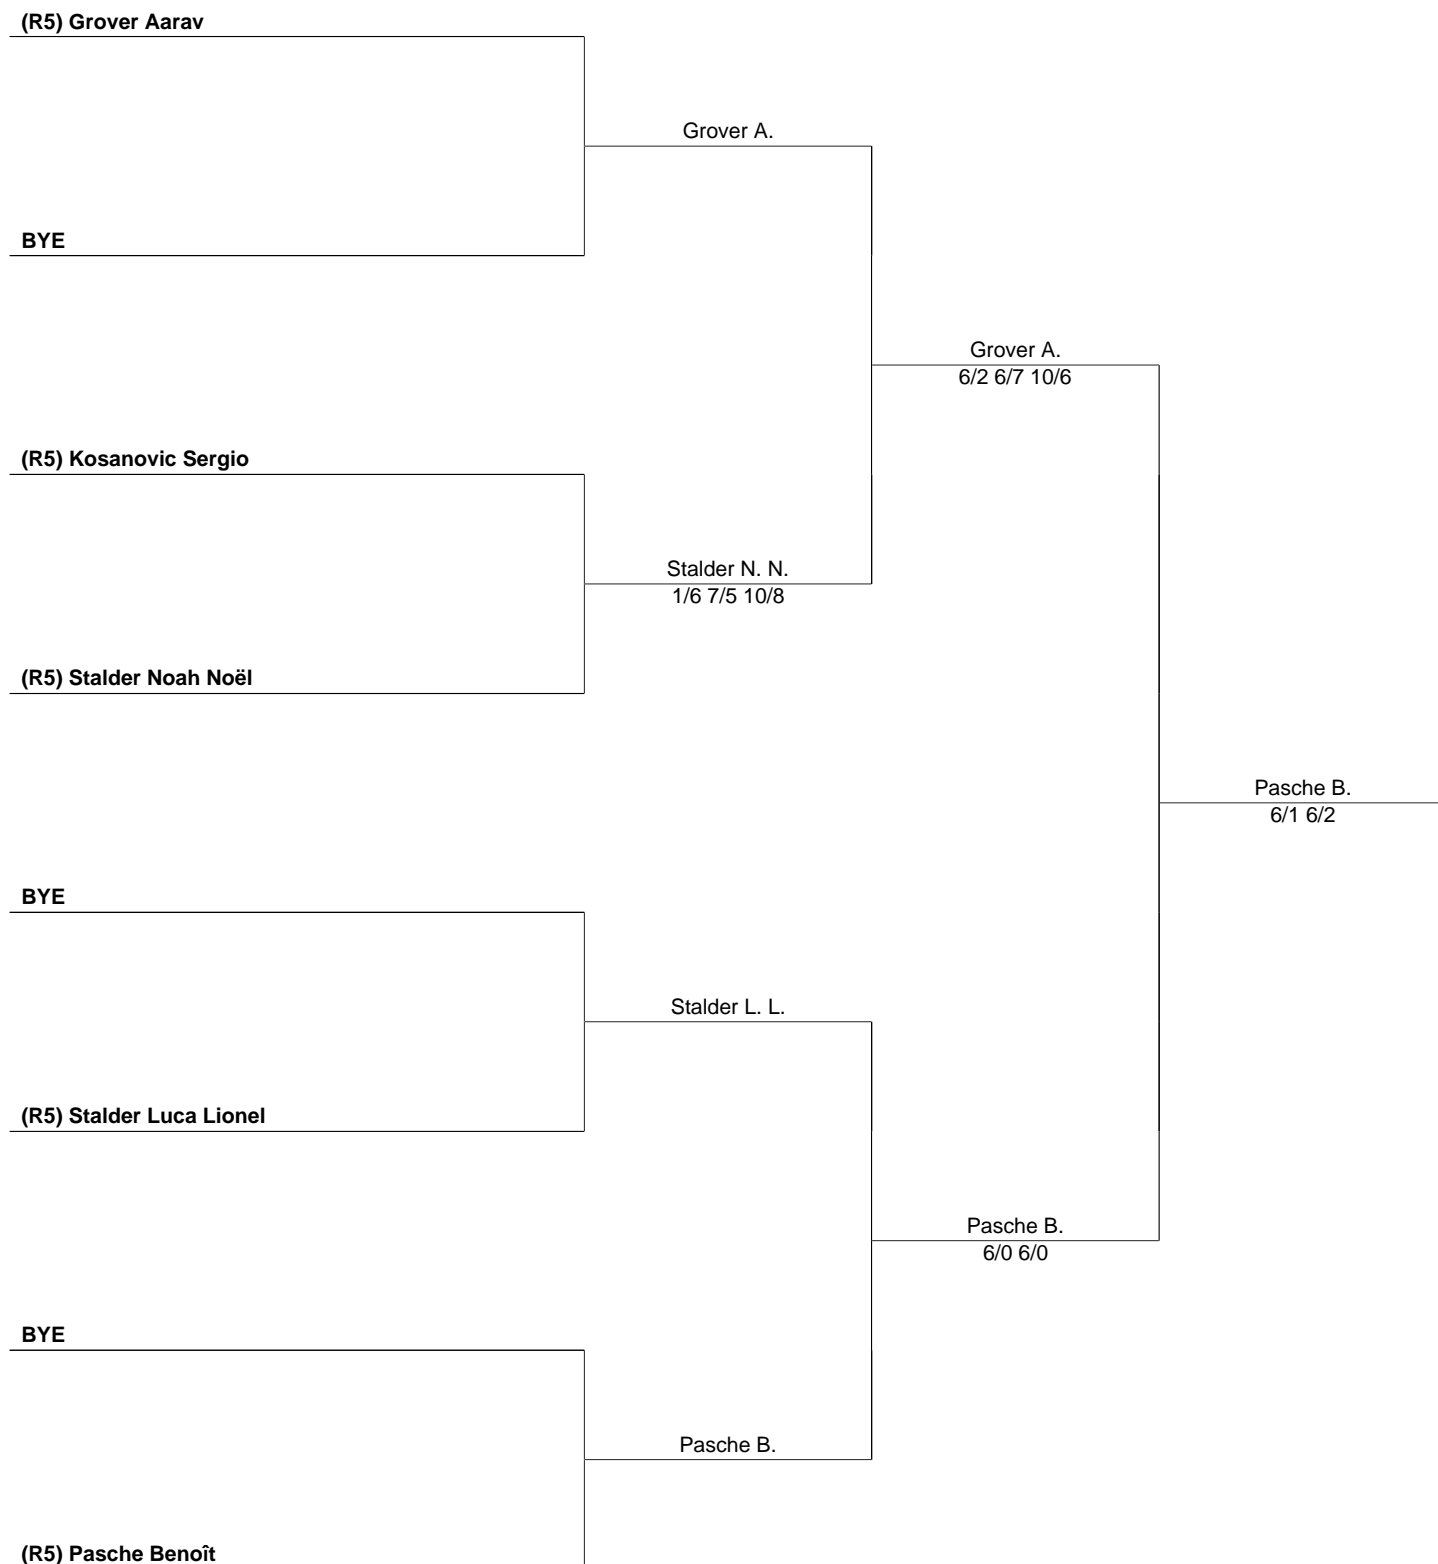 (R5) Grover Aarav
Grover A.
BYE
Grover A.
6/2 6/7 10/6
(R5) Kosanovic Sergio
Stalder N. N.
1/6 7/5 10/8
(R5) Stalder Noah Noël
Pasche B.
6/1 6/2
BYE
Stalder L. L.
(R5) Stalder Luca Lionel
Pasche B.
6/0 6/0
BYE
Pasche B.
(R5) Pasche Benoît